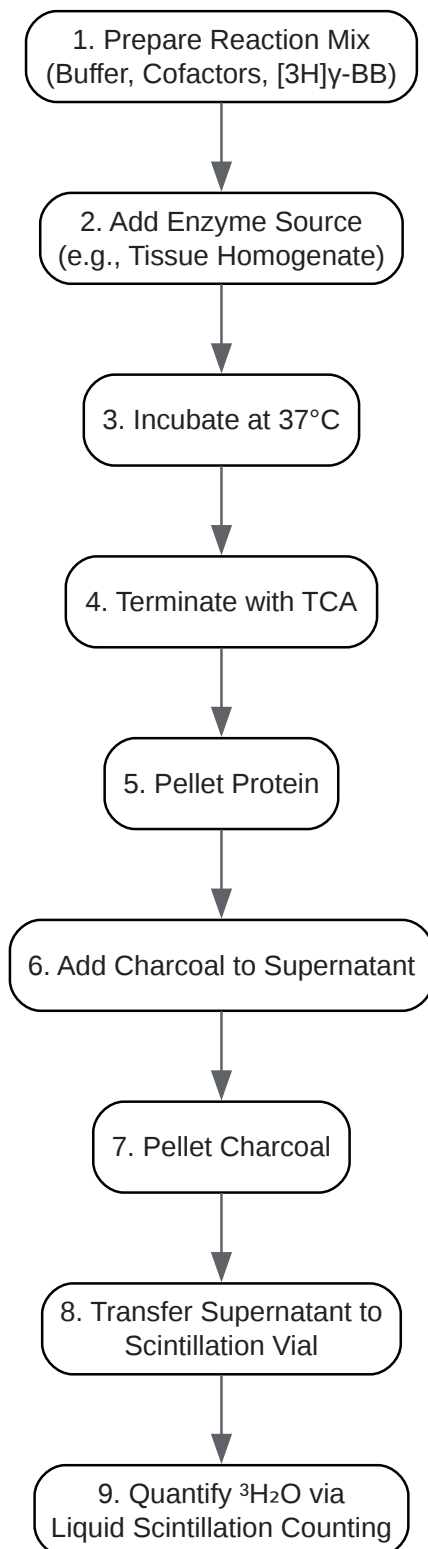 1. Prepare Reaction Mix
(Buffer, Cofactors, [3H]γ-BB)
2. Add Enzyme Source
(e.g., Tissue Homogenate)
3. Incubate at 37°C
4. Terminate with TCA
5. Pellet Protein
6. Add Charcoal to Supernatant
7. Pellet Charcoal
8. Transfer Supernatant to
Scintillation Vial
9. Quantify ³H₂O via
Liquid Scintillation Counting